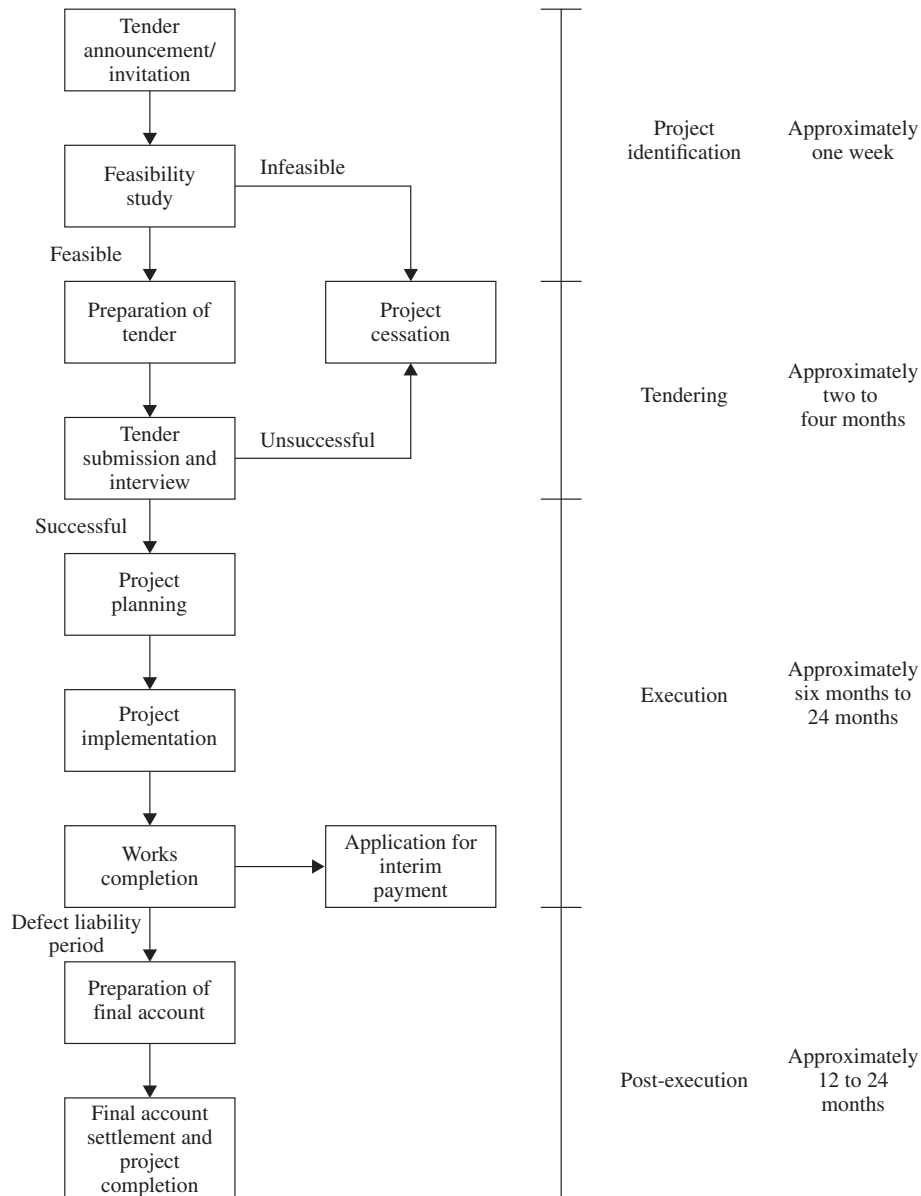 Tender
announcement/
invitation
Project
identification
Approximately
one week
Feasibility
study
Infeasible
Feasible
Preparation of
tender
Project
cessation
Tendering
Approximately
two to
four months
Tender
submission and
interview
Unsuccessful
Successful
Project
planning
Project
implementation
Execution
Approximately
six months to
24 months
Works
completion
Application for
interim
payment
Defect liability
period
Preparation of
final account
Post-execution
Approximately
12 to 24
months
Final account
settlement and
project
completion